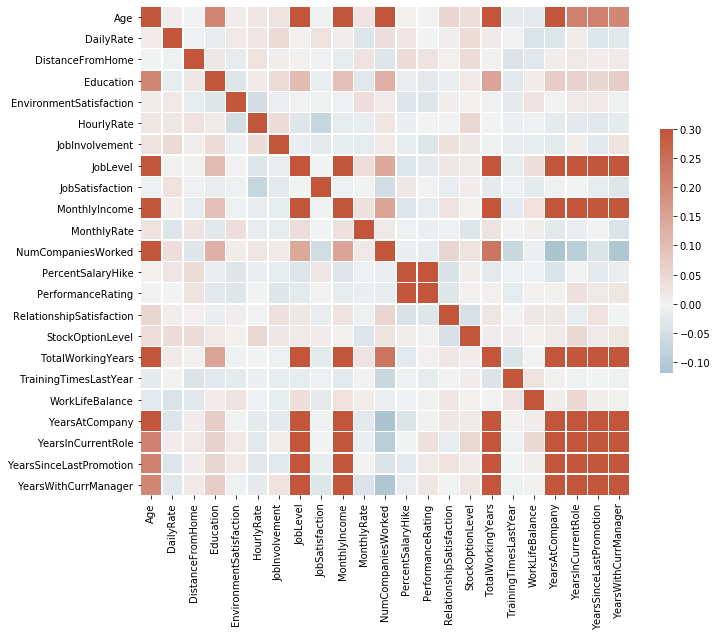 Age
DailyRate
DistanceFromHome
Education
EnvironmentSatisfaction
HourlyRate
JobInvolvement
JobLevel
JobSatisfaction
MonthlyIncome
MonthlyRate
NumCompaniesWorked
PercentSalaryHike
PerformanceRating
RelationshipSatisfaction
StockOptionLevel
TotalWorkingYears
TrainingTimesLastYear
WorkLifeBalance
YearsAtCompany
YearsInCurrentRole
YearsSinceLastPromotion
YearsWithCurrManager
Age
DailyRate
DistanceFromHome
Education
EnvironmentSatisfaction
HourlyRate
JobInvolvement
JobLevel
JobSatisfaction
MonthlyIncome
MonthlyRate
NumCompaniesWorked
PercentSalaryHike
PerformanceRating
RelationshipSatisfaction
StockOptionLevel
TotalWorkingYears
TrainingTimesLastYear
WorkLifeBalance
YearsAtCompany
YearsInCurrentRole
YearsSinceLastPromotion
YearsWithCurrManager
0.30
0.25
0.20
0.15
0.10
0.05
0.00
−0.05
−0.10